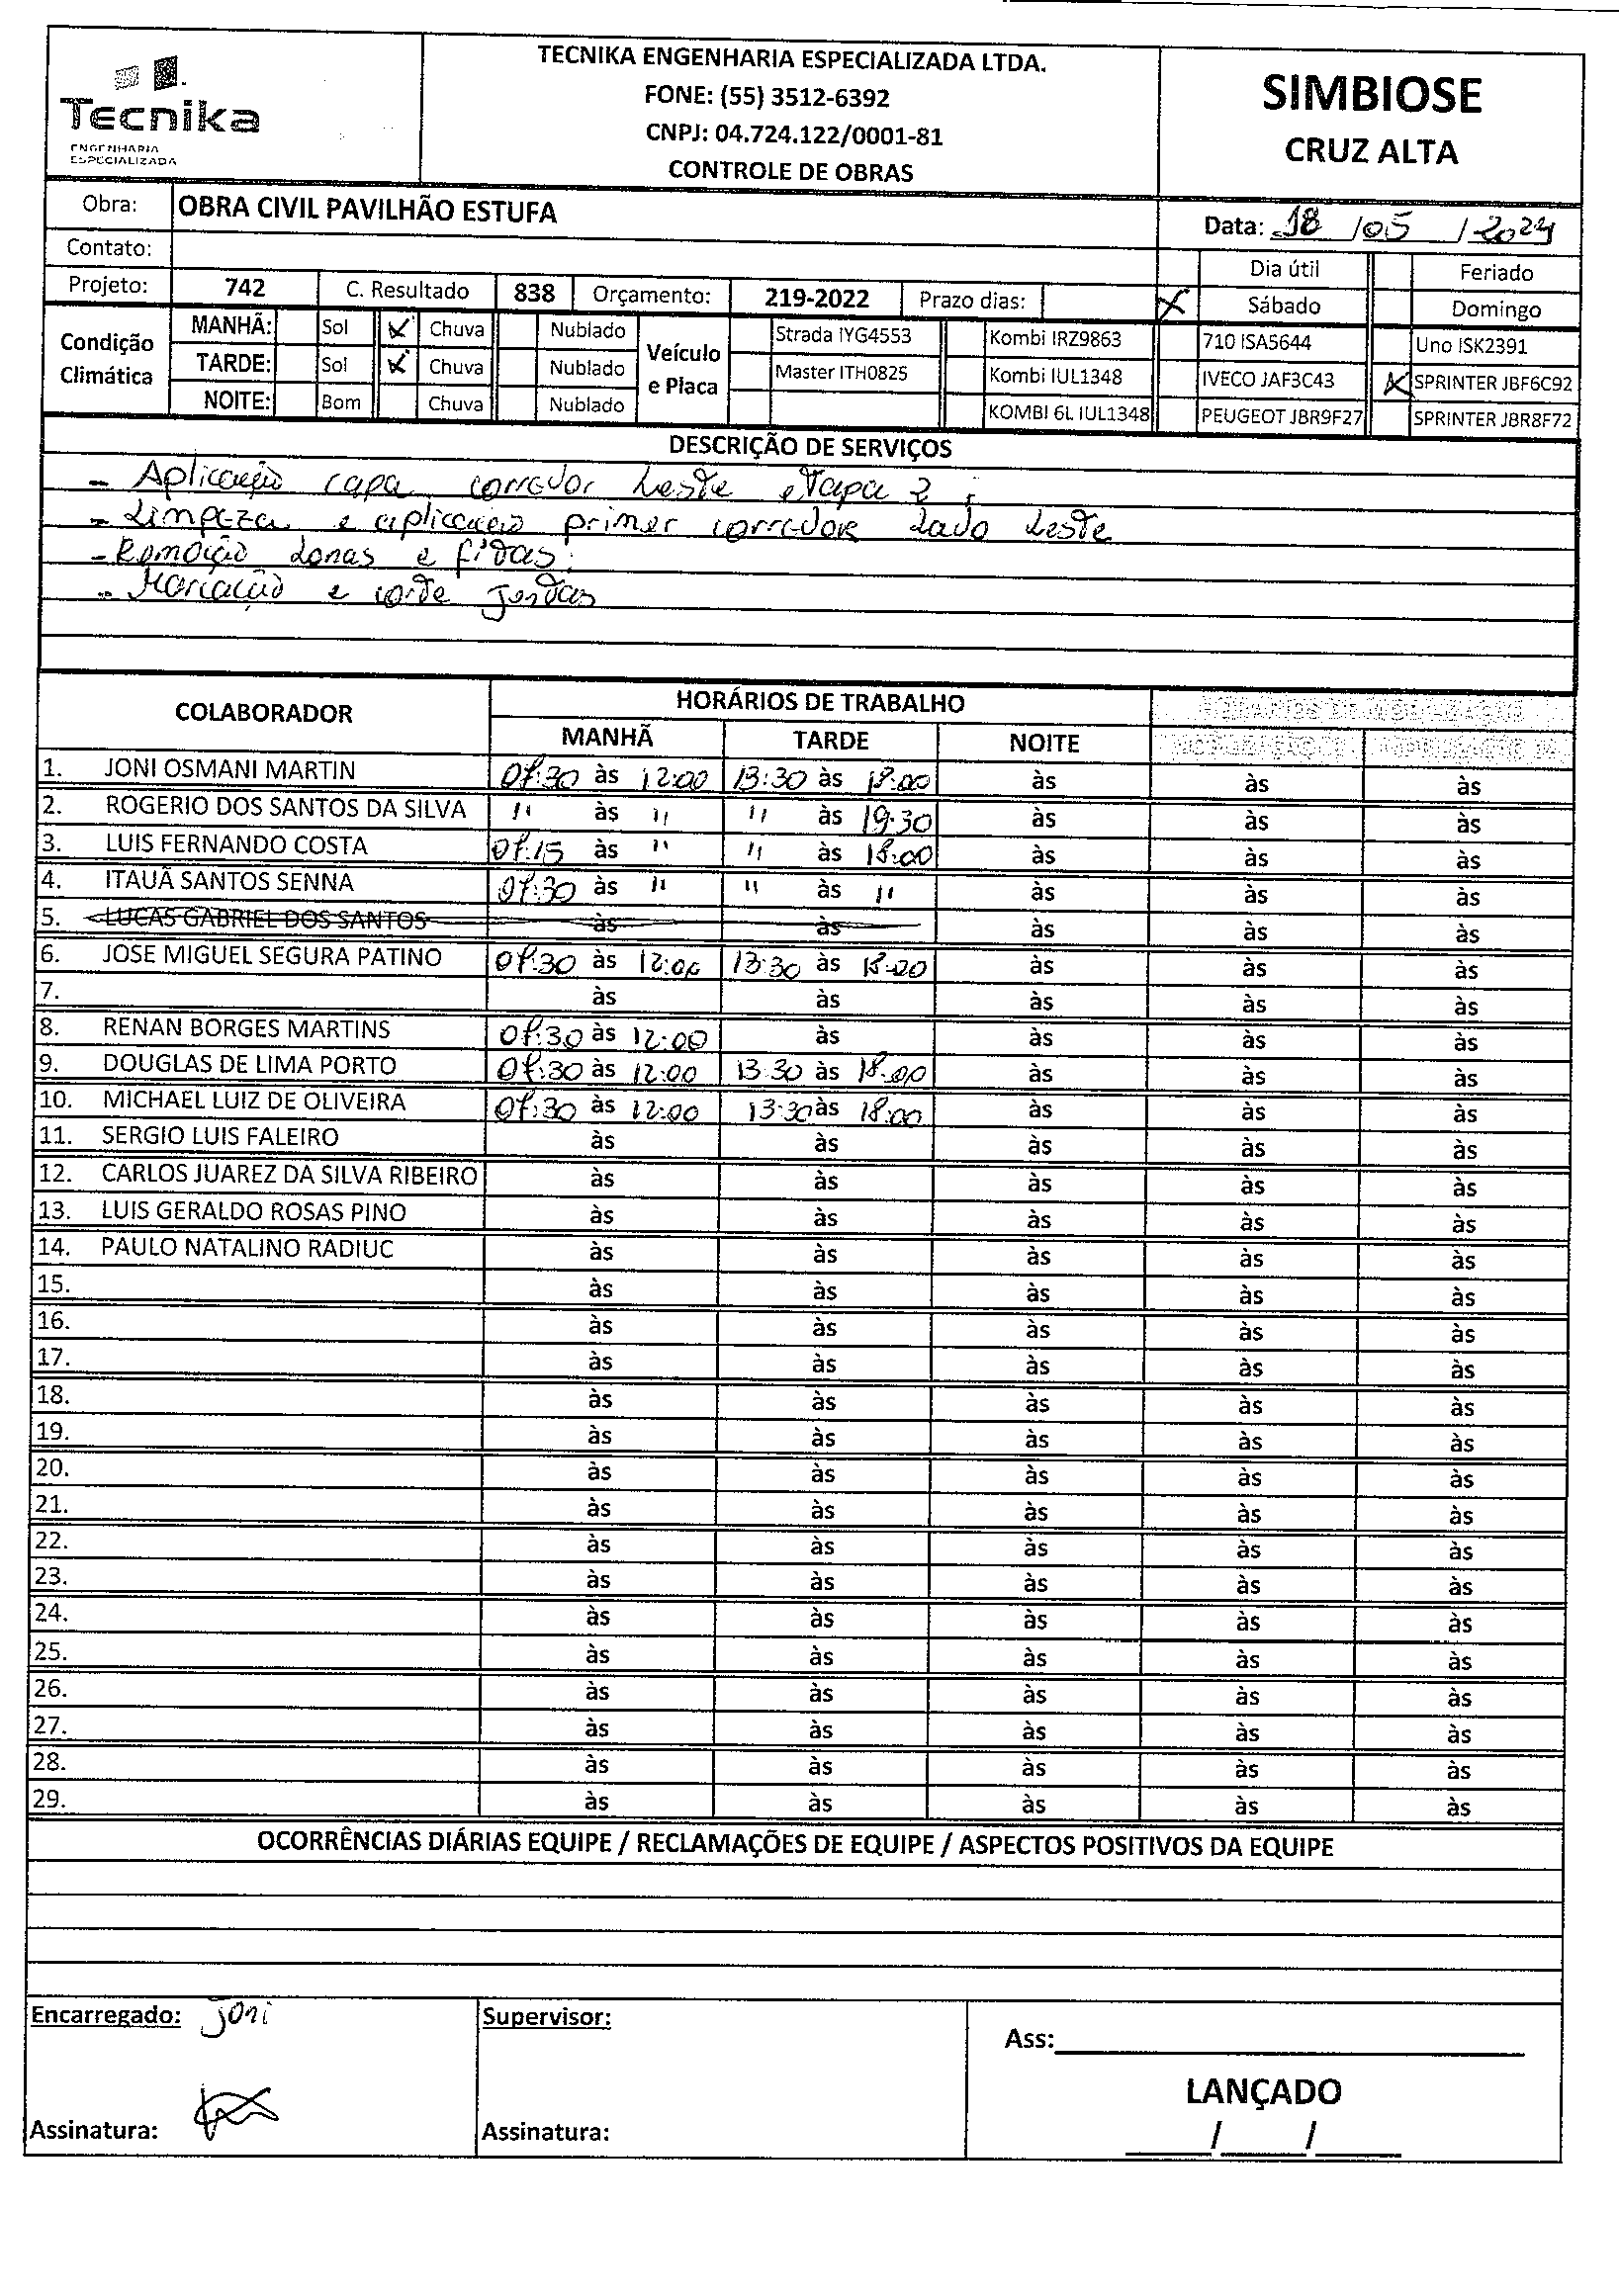 Tecnika
ENGENHARIA
ESPECIALIZADA
TECNIKA ENGENHARIA ESPECIALIZADA LTDA.
FONE: (55) 3512-6392
CNPJ: 04.724.122/0001-81
CONTROLE DE OBRAS
SIMBIOSE
CRUZ ALTA
Obra: OBRA CIVIL PAVILHÃO ESTUFA
Data: 18 /05 /2024
Contato:
Dia útil Feriado
Projeto: 742 C. Resultado 838 Orçamento: 219-2022 Prazo dias: X Sábado Domingo
Condição Climática
MANHÃ: Sol X Chuva Nublado
TARDE: Sol X Chuva Nublado
NOITE: Bom Chuva Nublado
Veículo e Placa
Strada IYG4553 Kombi IRZ9863 710 ISA5644 Uno ISK2391
Master ITH0825 Kombi IUL1348 IVECO JAF3C43 X SPRINTER JBF6C92
KOMBI 6L IUL1348 PEUGEOT JBR9F27 SPRINTER JBR8F72
DESCRIÇÃO DE SERVIÇOS
- Aplicação capa corredor Leste etapa 2;
- Limpeza e aplicação primer corredor lado Leste
- Remoção lonas e fitas;
- Marcação e corte Juntas
COLABORADOR HORÁRIOS DE TRABALHO
MANHÃ TARDE NOITE
1. JONI OSMANI MARTIN 07:30 às 12:00 13:30 às 18:00 às às às
2. ROGERIO DOS SANTOS DA SILVA " às " " às 19:30 às às às
3. LUIS FERNANDO COSTA 07:15 às " " às 18:00 às às às
4. ITAUÃ SANTOS SENNA 07:30 às " " às " às às às
5. LUCAS GABRIEL DOS SANTOS às às às às às
6. JOSE MIGUEL SEGURA PATINO 07:30 às 12:00 13:30 às 18:00 às às às
7. às às às às às
8. RENAN BORGES MARTINS 07:30 às 12:00 às às às às
9. DOUGLAS DE LIMA PORTO 07:30 às 12:00 13:30 às 18:00 às às às
10. MICHAEL LUIZ DE OLIVEIRA 07:30 às 12:00 13:30 às 18:00 às às às
11. SERGIO LUIS FALEIRO às às às às às
12. CARLOS JUAREZ DA SILVA RIBEIRO às às às às às
13. LUIS GERALDO ROSAS PINO às às às às às
14. PAULO NATALINO RADIUC às às às às às
15. às às às às às
16. às às às às às
17. às às às às às
18. às às às às às
19. às às às às às
20. às às às às às
21. às às às às às
22. às às às às às
23. às às às às às
24. às às às às às
25. às às às às às
26. às às às às às
27. às às às às às
28. às às às às às
29. às às às às às
OCORRÊNCIAS DIÁRIAS EQUIPE / RECLAMAÇÕES DE EQUIPE / ASPECTOS POSITIVOS DA EQUIPE
Encarregado: Joni
Supervisor:
Ass:
LANÇADO
Assinatura:
Assinatura:
/ /